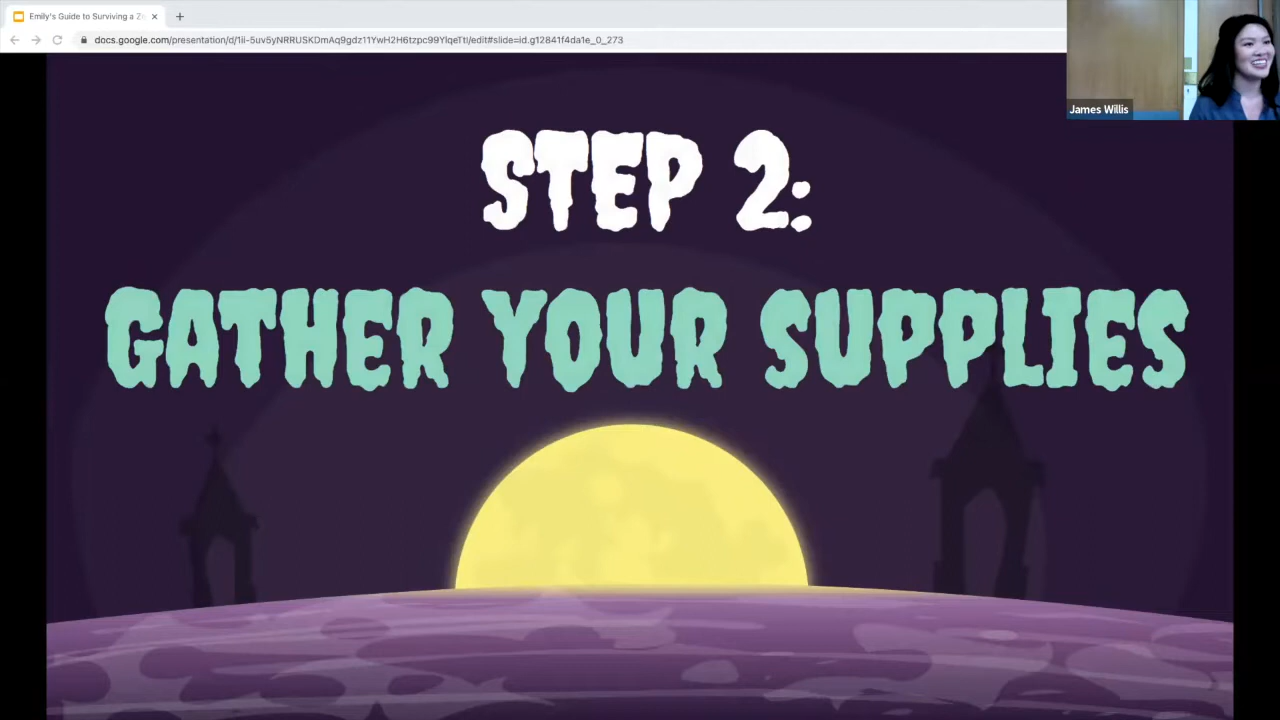 Emily's Guide to Surviving a Z
docs.google.com/presentation/d/1li-5uv5yNRRUSKDmAq9gdz11YwH2H6tzpc99YlqeTtI/edit#slide=id.g12841f4da1e_0_273
James Willis
STEP 2:
GATHER YOUR SUPPLIES